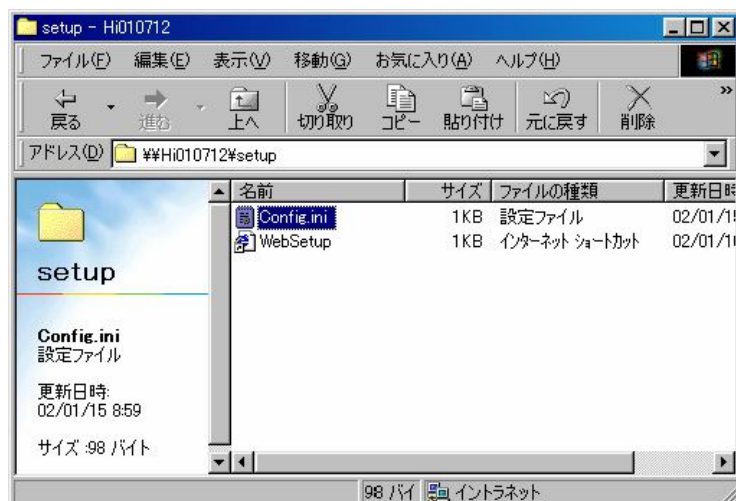 setup - Hi010712
ファイル(F) 編集(E) 表示(V) 移動(G) お気に入り(A) ヘルプ(H)
戻る 進む 上へ 切り取り コピー 貼り付け 元に戻す 削除 »
アドレス(D) ¥¥Hi010712¥setup
名前 サイズ ファイルの種類 更新日時
Config.ini 1KB 設定ファイル 02/01/1
WebSetup 1KB インターネット ショートカット 02/01/1
setup
Config.ini
設定ファイル
更新日時:
02/01/15 8:59
サイズ :98 バイト
98 バイ イントラネット